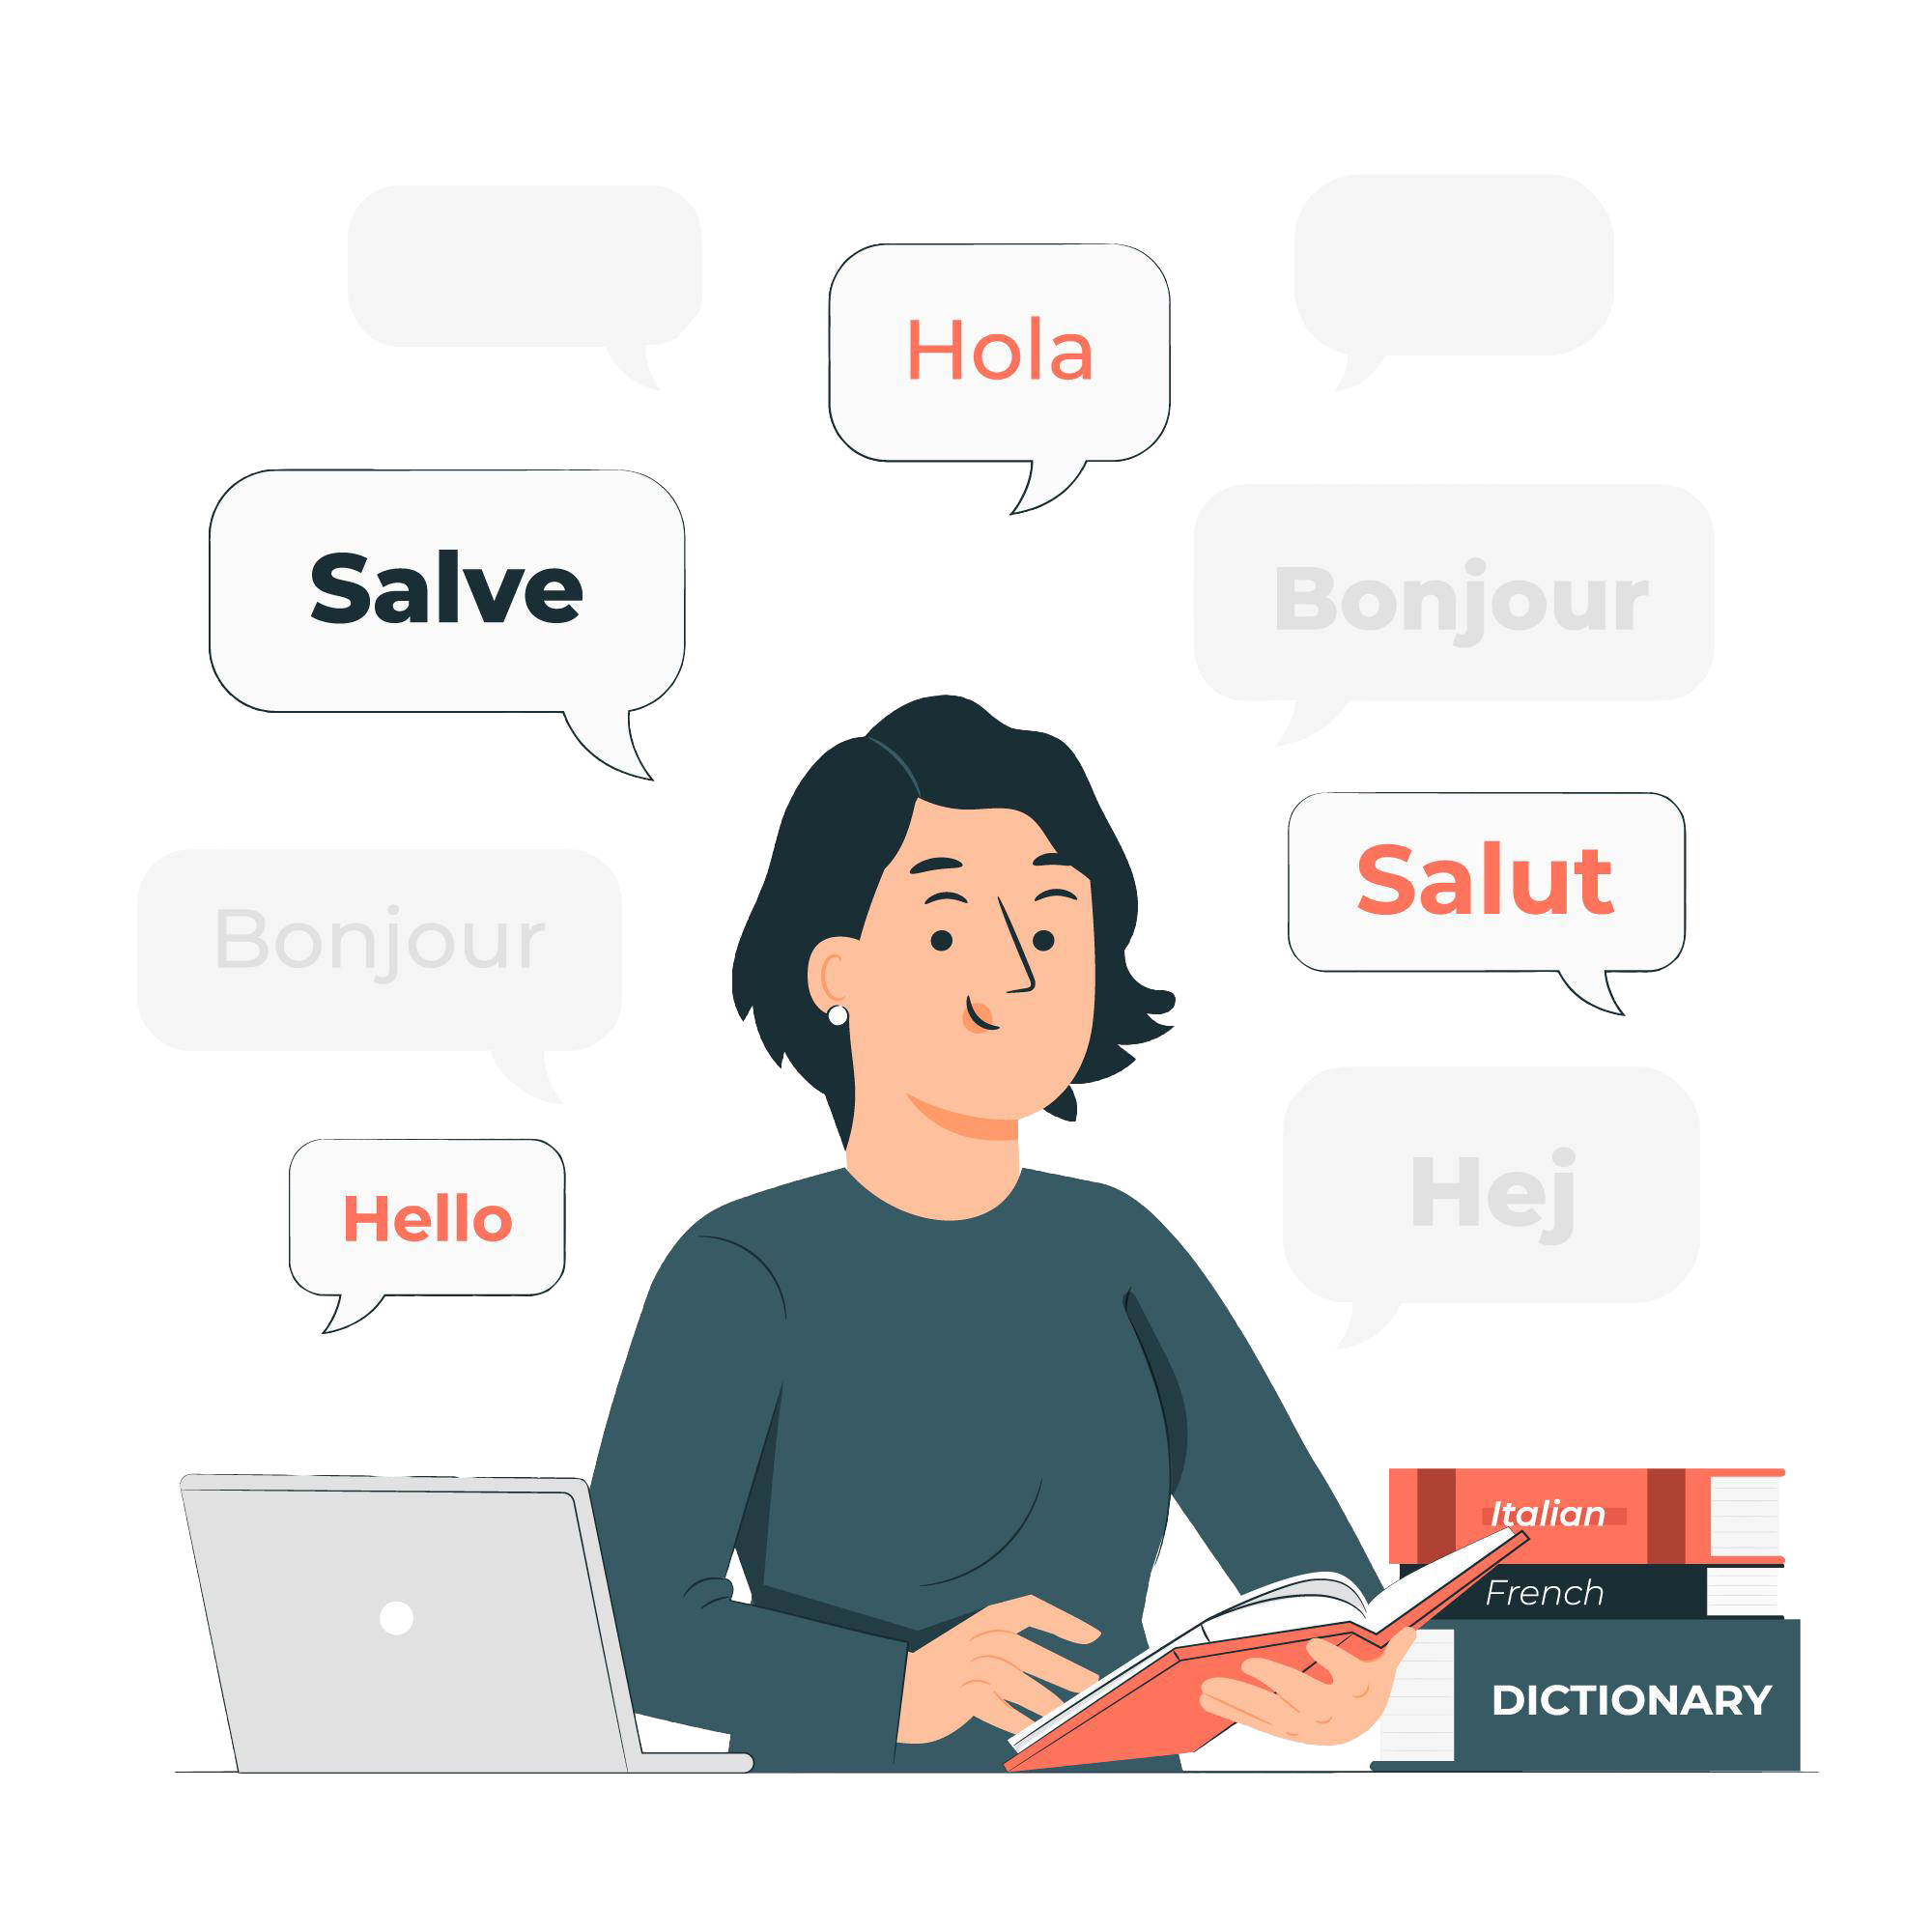 Hola
Salve
Bonjour
Salut
Bonjour
Hello
Hej
Italian
French
DICTIONARY